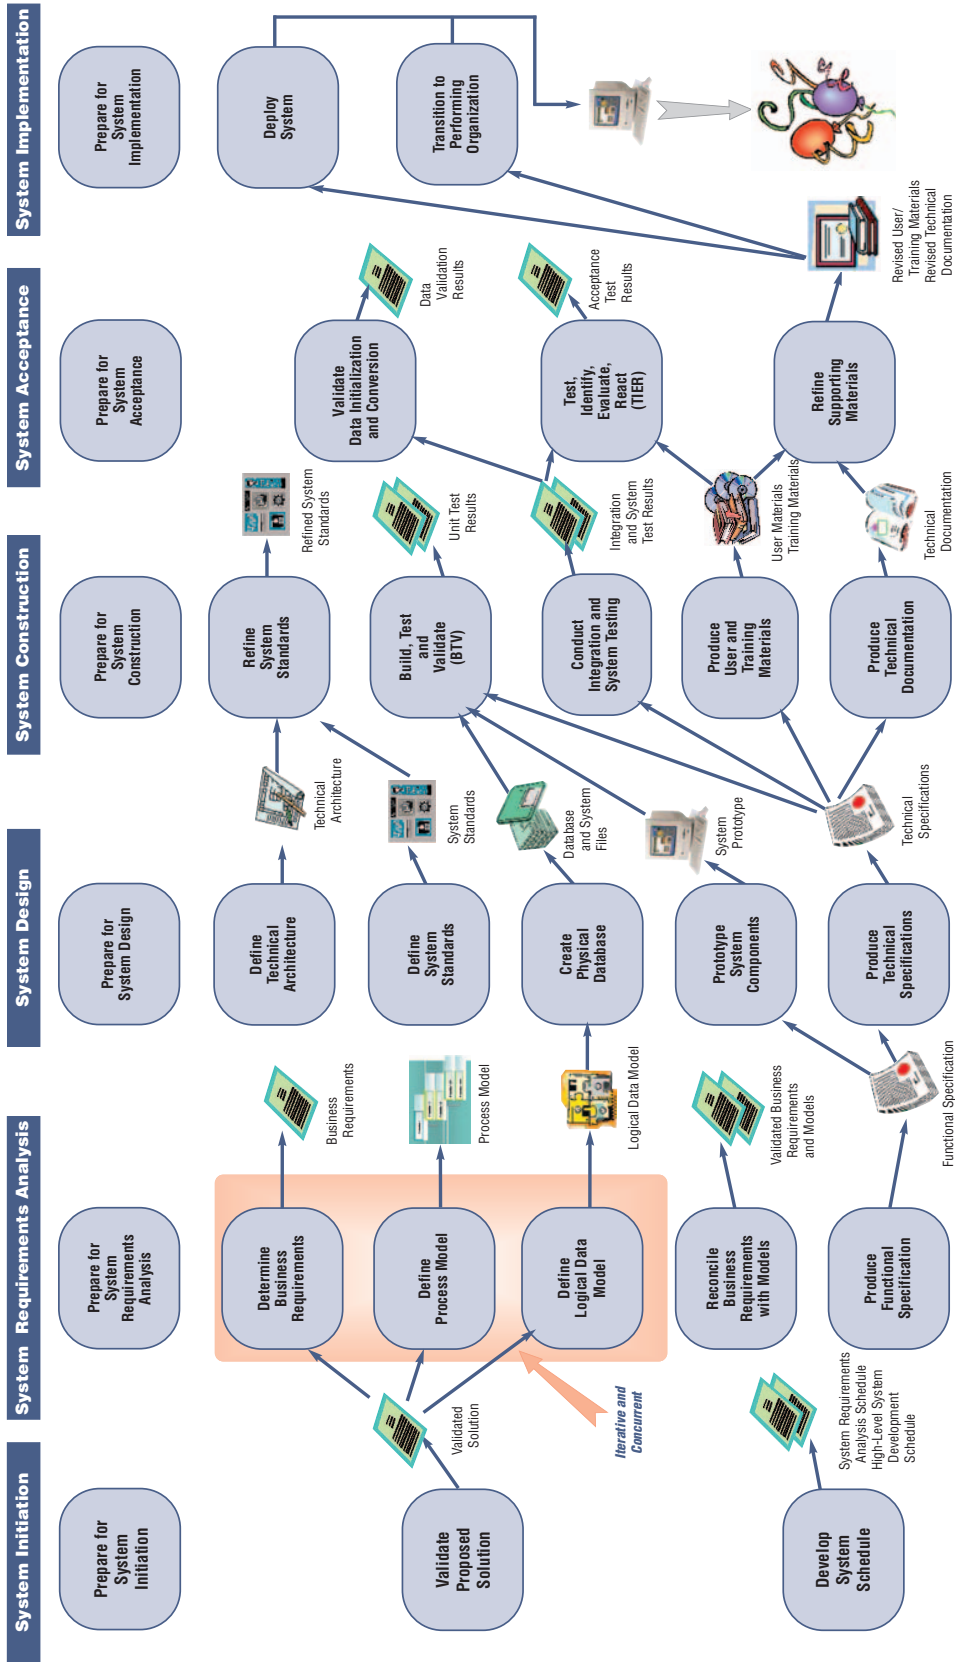 System Initiation
Prepare for
System
Initiation
Validate
Proposed
Solution
Develop
System
Schedule
Validated
Solution
System Requirements
Analysis Schedule
High-Level System
Development
Schedule
System Requirements Analysis
Prepare for
System
Requirements
Analysis
Determine
Business
Requirements
Define
Process Model
Define
Logical Data
Model
Iterative and
Concurrent
Reconcile
Business
Requirements
with Models
Produce
Functional
Specification
Business
Requirements
Process Model
Logical Data Model
Validated Business
Requirements
and Models
Functional Specification
System Design
Prepare for
System Design
Define
Technical
Architecture
Define
System
Standards
Create
Physical
Database
Prototype
System
Components
Produce
Technical
Specifications
Technical
Architecture
System
Standards
Database
and System
Files
System
Prototype
Technical
Specifications
System Construction
Prepare for
System
Construction
Refine
System
Standards
Build, Test
and
Validate
(BTV)
Conduct
Integration and
System Testing
Produce
User and
Training
Materials
Produce
Technical
Documentation
Refined System
Standards
Unit Test
Results
Integration
and System
Test Results
User Materials
Training Materials
Technical
Documentation
System Acceptance
Prepare for
System
Acceptance
Validate
Data Initialization
and Conversion
Test,
Identify,
Evaluate,
React
(TIER)
Refine
Supporting
Materials
Data
Validation
Results
Acceptance
Test
Results
Revised User/
Training Materials
Revised Technical
Documentation
System Implementation
Prepare for
System
Implementation
Deploy
System
Transition to
Performing
Organization